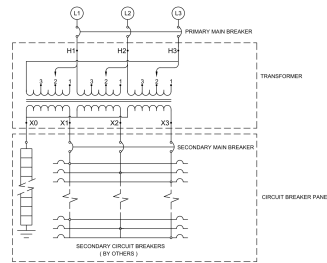 L1 L2 L3
PRIMARY MAIN BREAKER
H1 H2 H3
3 2 1 3 2 1 3 2 1
TRANSFORMER
X0 X1 X2 X3
SECONDARY MAIN BREAKER
CIRCUIT BREAKER PANE
SECONDARY CIRCUIT BREAKERS
( BY OTHERS )